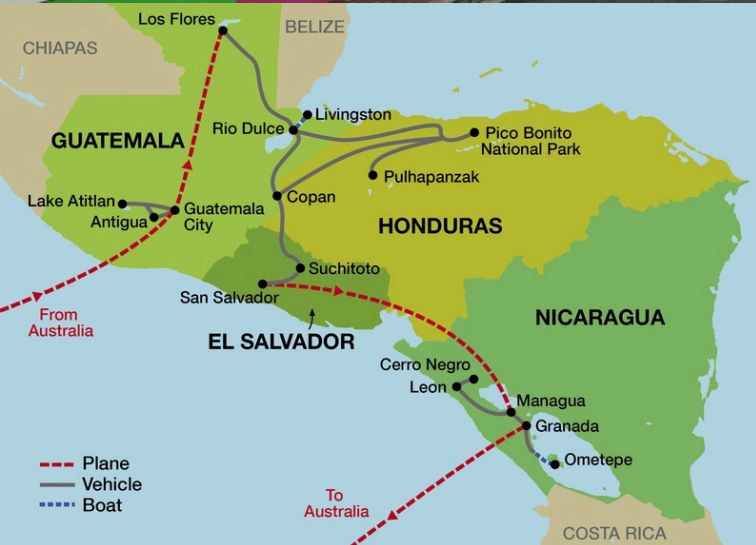 Los Flores
BELIZE
CHIAPAS
Livingston
Rio Dulce
GUATEMALA
Pico Bonito
National Park
Pulhapanzak
Lake Atitlan
Copan
Guatemala
City
Antigua
HONDURAS
Suchitoto
San Salvador
From
Australia
NICARAGUA
EL SALVADOR
Cerro Negro
Leon
Managua
Granada
Plane
Ometepe
Vehicle
To
Australia
Boat
COSTA RICA